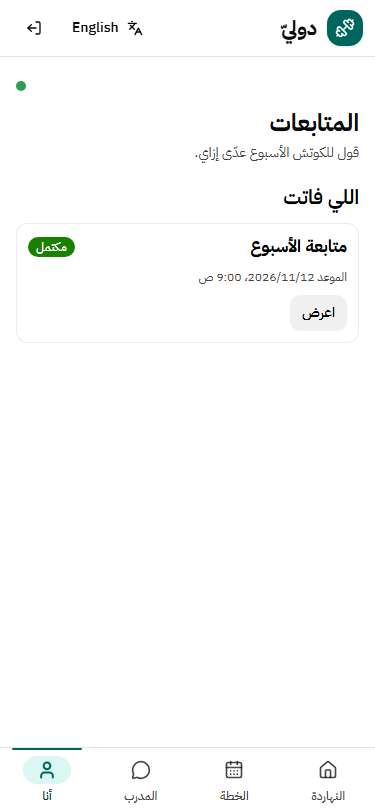 دوليّ
English
المتابعات
قول للكوتش الأسبوع عدّى إزاي.
اللي فاتت
متابعة الأسبوع
مكتمل
الموعد 2026/11/12، 9:00 ص
اعرض
النهاردة
الخطة
المدرب
أنا